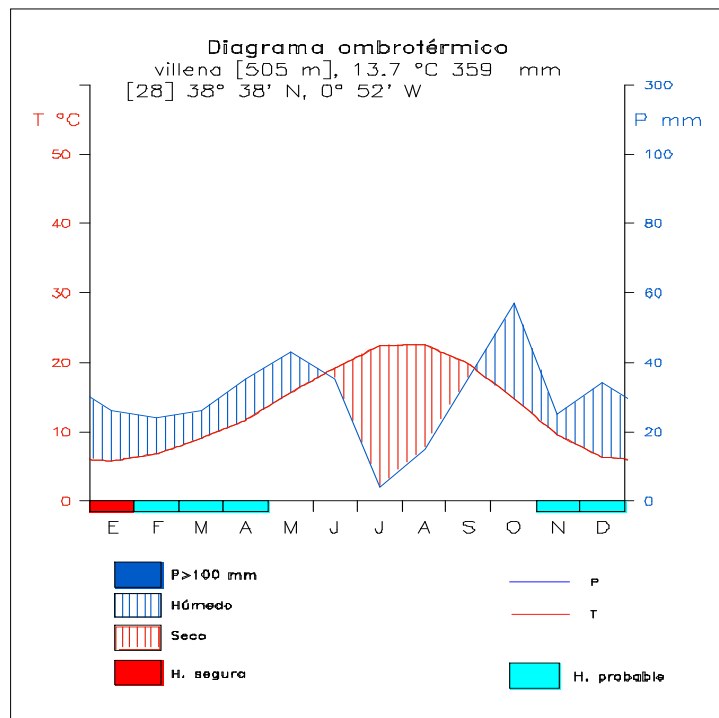 Diagrama ombrotérmico
villena [505 m], 13.7 °C 359 mm
[28] 38° 38' N, 0° 52' W
300
T °C
P mm
50
100
40
80
30
60
20
40
10
20
0
0
E F M A M J J A S O N D
P>100 mm
P
Húmedo
T
Seco
H. segura
H. probable